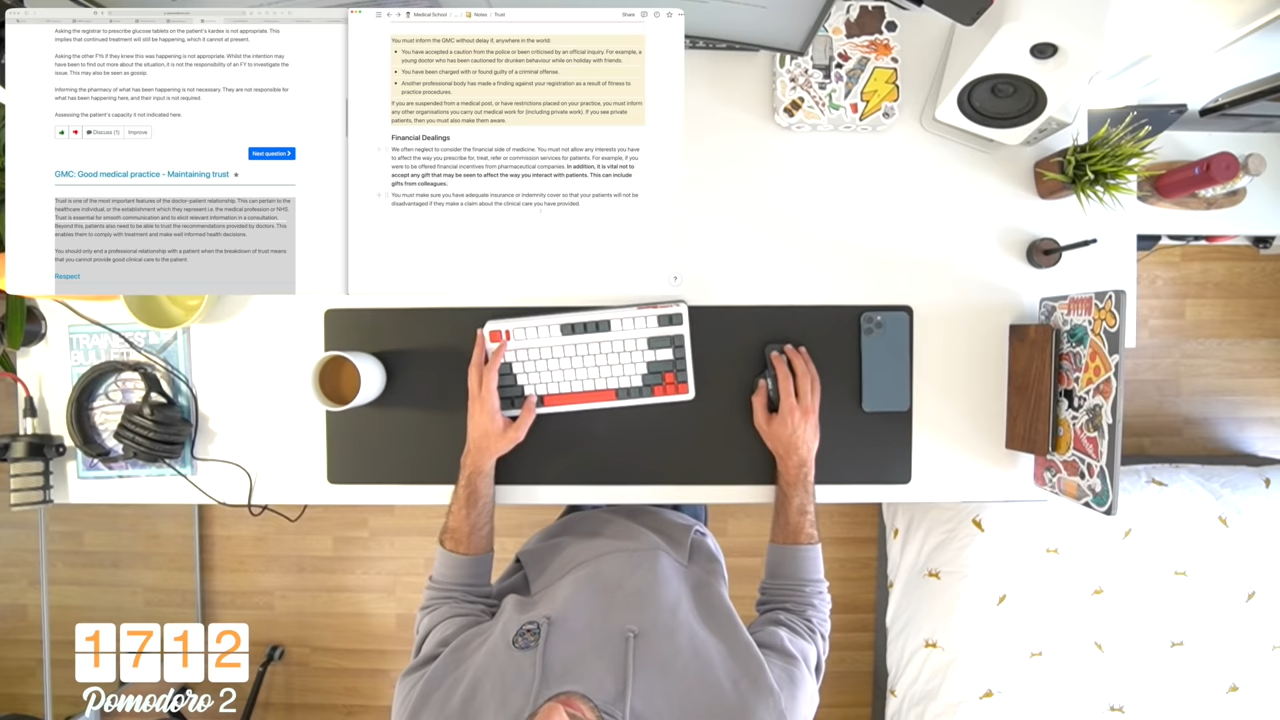 Asking the registrar to prescribe glucose tablets on the patient's kardex is not appropriate. This
implies that continued treatment will still be happening, which it cannot at present.
Asking the other FYs if they knew this was happening is not appropriate. Whilst the intention may
have been to find out more about the situation, it is not the responsibility of an FY to investigate the
issue. This may also be seen as gossip.
Informing the pharmacy of what has been happening is not necessary. They are not responsible for
what has been happening here, and their input is not required.
Assessing the patient's capacity it not indicated here.
Discuss (1)
Improve
Next question
GMC: Good medical practice - Maintaining trust
Trust is one of the most important features of the doctor-patient relationship. This can pertain to the
healthcare individual, or the establishment which they represent i.e. the medical profession or NHS.
Trust is essential for smooth communication and to elicit relevant information in a consultation.
Beyond this, patients also need to be able to trust the recommendations provided by doctors. This
enables them to comply with treatment and make well informed health decisions.
You should only end a professional relationship with a patient when the breakdown of trust means
that you cannot provide good clinical care to the patient.
Respect
Medical School / ... / Notes / Trust
Share
You must inform the GMC without delay if, anywhere in the world:
• You have accepted a caution from the police or been criticised by an official inquiry. For example, a
young doctor who has been cautioned for drunken behaviour while on holiday with friends.
• You have been charged with or found guilty of a criminal offense.
• Another professional body has made a finding against your registration as a result of fitness to
practice procedures.
If you are suspended from a medical post, or have restrictions placed on your practice, you must inform
any other organisations you carry out medical work for (including private work). If you see private
patients, then you must also make them aware.
Financial Dealings
We often neglect to consider the financial side of medicine. You must not allow any interests you have
to affect the way you prescribe for, treat, refer or commission services for patients. For example, if you
were to be offered financial incentives from pharmaceutical companies. In addition, it is vital not to
accept any gift that may be seen to affect the way you interact with patients. This can include
gifts from colleagues.
You must make sure you have adequate insurance or indemnity cover so that your patients will not be
disadvantaged if they make a claim about the clinical care you have provided.
?
TRAINEES'
BULLETIN
1712
Pomodoro 2